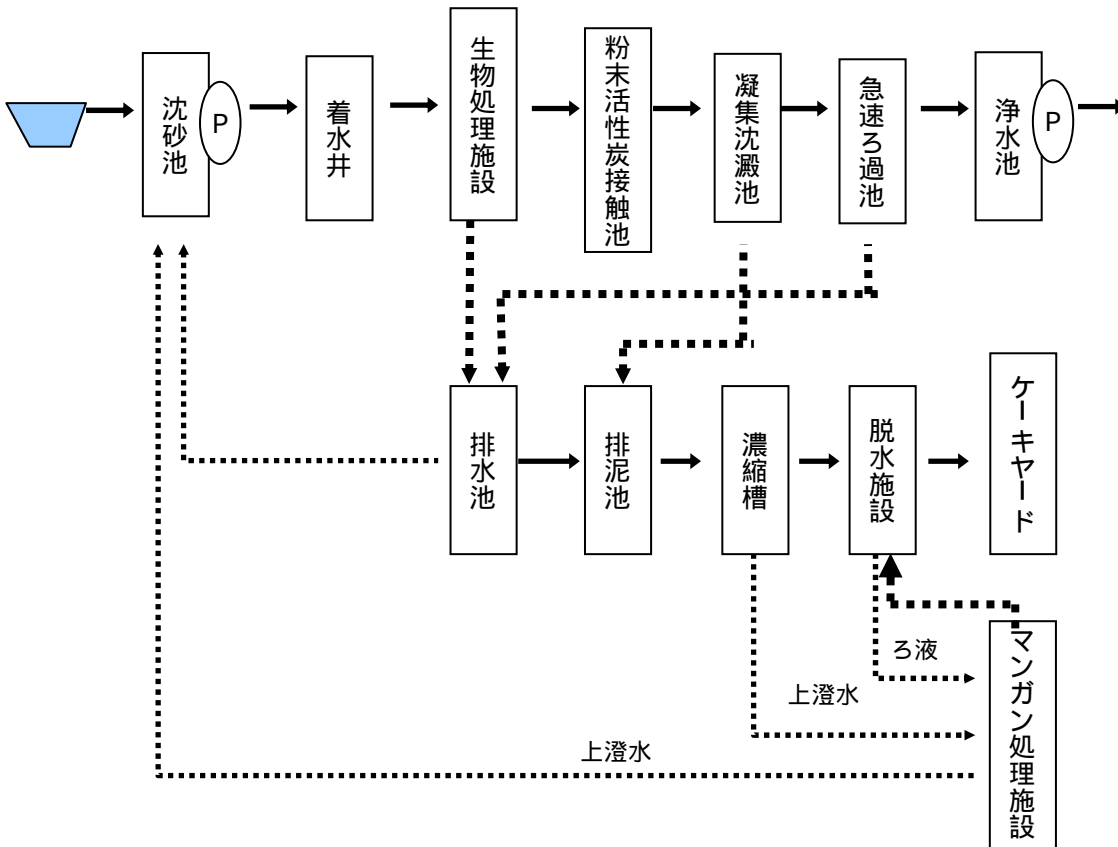 沈砂池
P
着水井
生物処理施設
粉末活性炭接触池
凝集沈澱池
急速ろ過池
浄水池
P
排水池
排泥池
濃縮槽
脱水施設
ケーキヤード
ろ液
上澄水
上澄水
マンガン処理施設